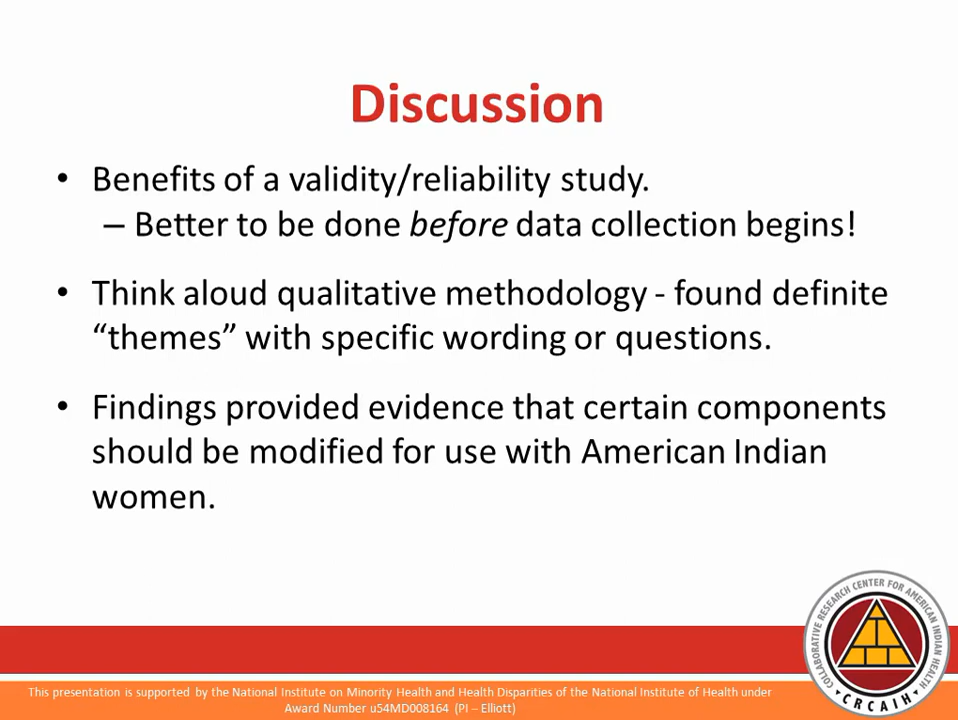 Discussion
• Benefits of a validity/reliability study.
– Better to be done before data collection begins!
• Think aloud qualitative methodology - found definite
“themes” with specific wording or questions.
• Findings provided evidence that certain components
should be modified for use with American Indian
women.
COLLABORATIVE RESEARCH CENTER FOR AMERICAN INDIAN HEALTH
CRCAIH
This presentation is supported by the National Institute on Minority Health and Health Disparities of the National Institute of Health under
Award Number u54MD008164 (PI – Elliott)